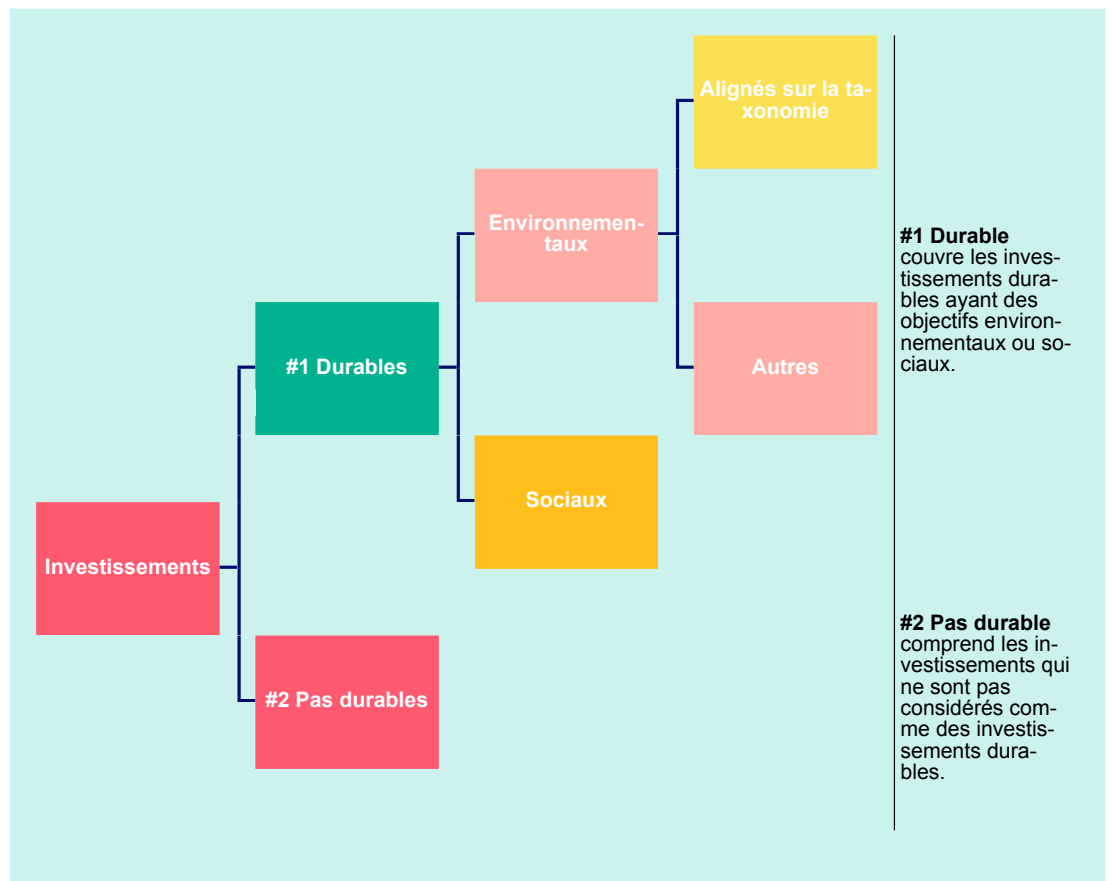 Alignés sur la ta-
xonomie
Environnemen-
taux
#1 Durables
Autres
Sociaux
Investissements
#2 Pas durables
#1 Durable
couvre les inves-
tissements dura-
bles ayant des
objectifs environ-
nementaux ou so-
ciaux.
#2 Pas durable
comprend les in-
vestissements qui
ne sont pas
considérés com-
me des investis-
sements dura-
bles.